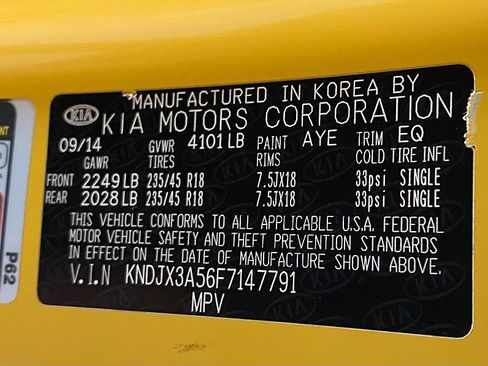 MANUFACTURED IN KOREA BY
KIA KIA MOTORS CORPORATION
09/14 GVWR 4101 LB PAINT AYE TRIM EQ
GAWR TIRES RIMS COLD TIRE INFL
FRONT 2249 LB 235/45 R18 7.5JX18 33psi SINGLE
REAR 2028 LB 235/45 R18 7.5JX18 33psi SINGLE
THIS VEHICLE CONFORMS TO ALL APPLICABLE U.S.A. FEDERAL
MOTOR VEHICLE SAFETY AND THEFT PREVENTION STANDARDS
IN EFFECT ON THE DATE OF MANUFACTURE SHOWN ABOVE.
V.I.N KNDJX3A56F7147791
MPV
P62